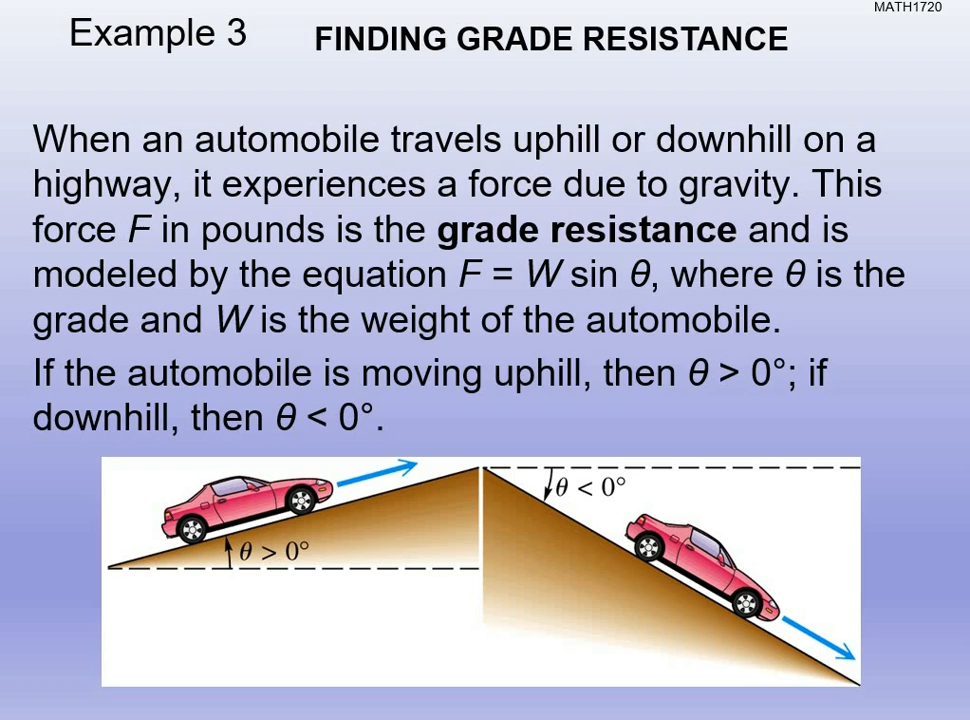 MATH1720
Example 3
FINDING GRADE RESISTANCE
When an automobile travels uphill or downhill on a
highway, it experiences a force due to gravity. This
force F in pounds is the grade resistance and is
modeled by the equation F = W sin θ, where θ is the
grade and W is the weight of the automobile.
If the automobile is moving uphill, then θ > 0°; if
downhill, then θ < 0°.
θ > 0°
θ < 0°